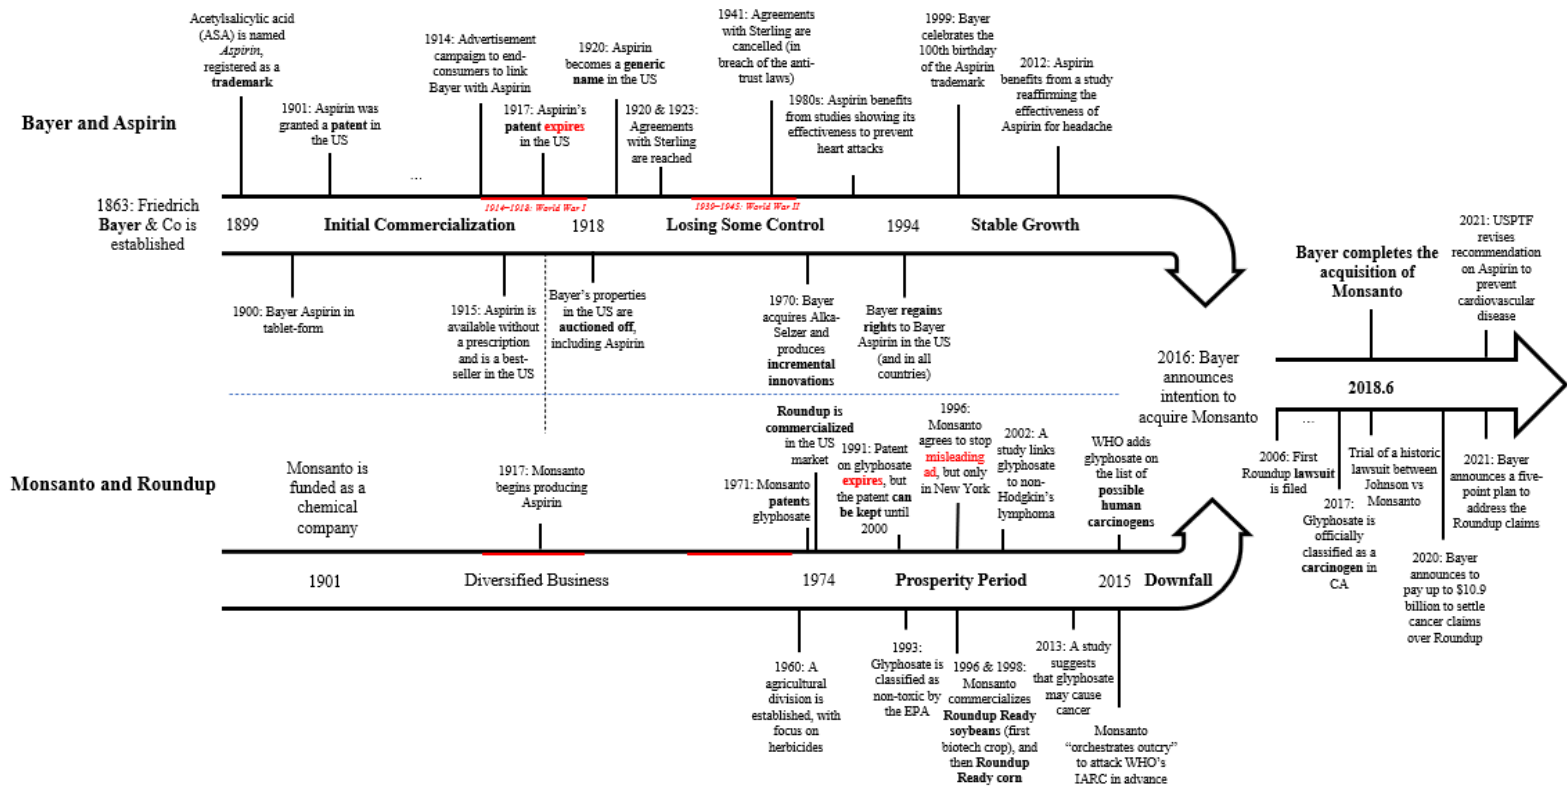 Acetylsalicylic acid
(ASA) is named
Aspirin,
registered as a
trademark
1901: Aspirin was
granted a patent in
the US
...
1914: Advertisement
campaign to end-
consumers to link
Bayer with Aspirin
1917: Aspirin's
patent expires
in the US
1920: Aspirin
becomes a generic
name in the US
1920 & 1923:
Agreements
with Sterling
are reached
1941: Agreements
with Sterling are
cancelled (in
breach of the anti-
trust laws)
1980s: Aspirin benefits
from studies showing its
effectiveness to prevent
heart attacks
1999: Bayer
celebrates the
100th birthday
of the Aspirin
trademark
2012: Aspirin
benefits from a study
reaffirming the
effectiveness of
Aspirin for headache
Bayer and Aspirin
1863: Friedrich
Bayer & Co is
established
1899
Initial Commercialization
1914-1918: World War I
1918
Losing Some Control
1939-1945: World War II
1994
Stable Growth
1900: Bayer Aspirin in
tablet-form
1915: Aspirin is
available without
a prescription
and is a best-
seller in the US
Bayer's properties
in the US are
auctioned off,
including Aspirin
1970: Bayer
acquires Alka-
Selzer and
produces
incremental
innovations
Bayer regains
rights to Bayer
Aspirin in the US
(and in all
countries)
2016: Bayer
announces
intention to
acquire Monsanto
Bayer completes the
acquisition of
Monsanto
2021: USPTF
revises
recommendation
on Aspirin to
prevent
cardiovascular
disease
2018.6
Monsanto and Roundup
Monsanto is
funded as a
chemical
company
1917: Monsanto
begins producing
Aspirin
Roundup is
commercialized
in the US
market
1971: Monsanto
patents
glyphosate
1991: Patent
on glyphosate
expires, but
the patent can
be kept until
2000
1996:
Monsanto
agrees to stop
misleading
ad, but only
in New York
2002: A
study links
glyphosate
to non-
Hodgkin's
lymphoma
WHO adds
glyphosate on
the list of
possible
human
carcinogens
1901
Diversified Business
1974
Prosperity Period
2015
Downfall
1960: A
agricultural
division is
established, with
focus on
herbicides
1993:
Glyphosate is
classified as
non-toxic by
the EPA
1996 & 1998:
Monsanto
commercializes
Roundup Ready
soybeans (first
biotech crop), and
then Roundup
Ready corn
2013: A study
suggests
that glyphosate
may cause
cancer
Monsanto
"orchestrates outcry"
to attack WHO's
IARC in advance
2006: First
Roundup lawsuit
is filed
...
2017:
Glyphosate is
officially
classified as a
carcinogen in
CA
Trial of a historic
lawsuit between
Johnson vs
Monsanto
2020: Bayer
announces to
pay up to $10.9
billion to settle
cancer claims
over Roundup
2021: Bayer
announces a five-
point plan to
address the
Roundup claims